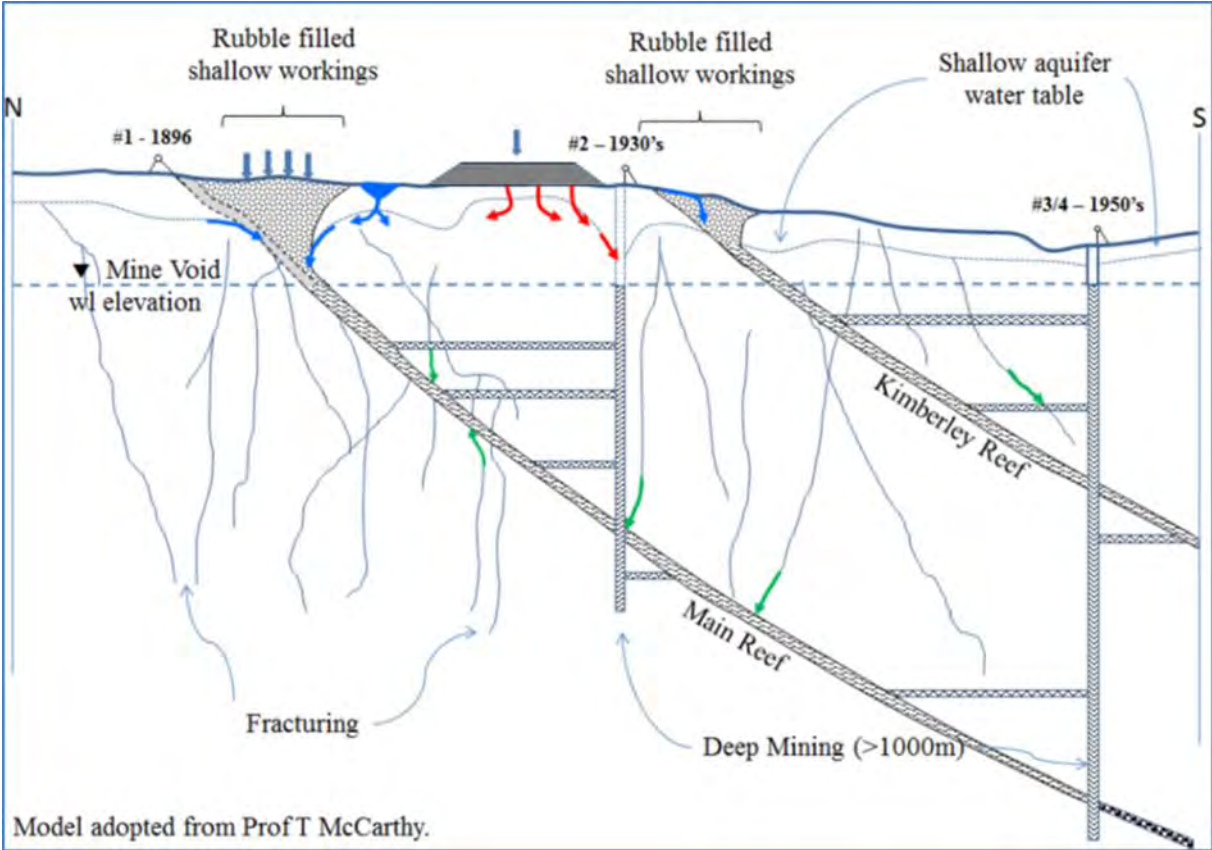 Rubble filled
shallow workings
Rubble filled
shallow workings
Shallow aquifer
water table
N
S
#1 - 1896
#2 – 1930's
#3/4 – 1950's
▼ Mine Void
wl elevation
Kimberley Reef
Main Reef
Fracturing
Deep Mining (>1000m)
Model adopted from Prof T McCarthy.